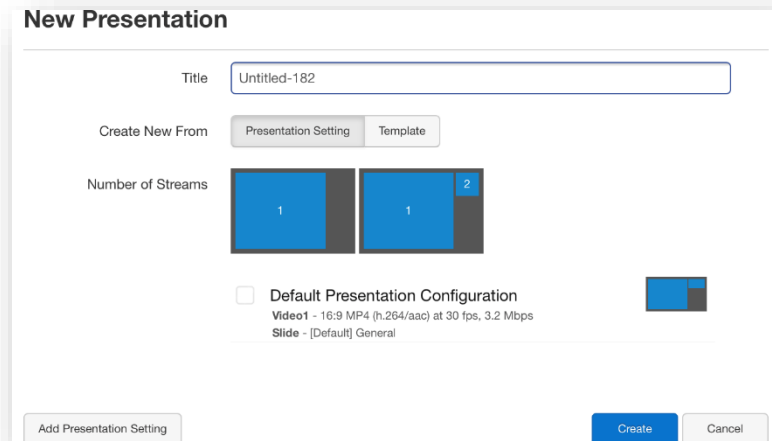 New Presentation
Title Untitled-182
Create New From Presentation Setting Template
Number of Streams
1 1 2
Default Presentation Configuration
Video1 - 16:9 MP4 (h.264/aac) at 30 fps, 3.2 Mbps
Slide - [Default] General
Add Presentation Setting Create Cancel